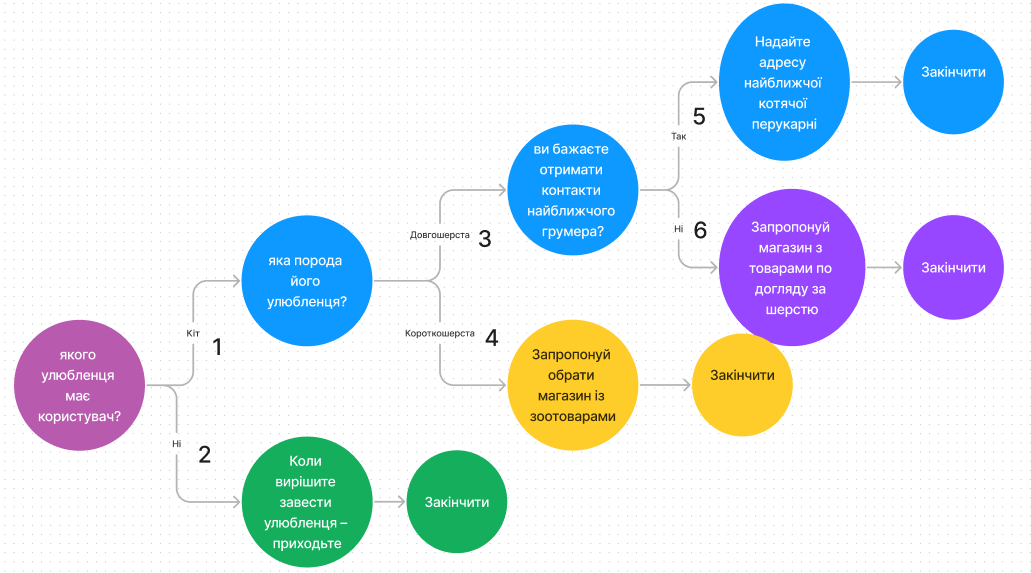 якого
улюбленця
має
користувач?
Кіт
1
Ні
2
яка порода
його
улюбленця?
Коли
вирішите
завести
улюбленця –
приходьте
Закінчити
Довгошерста
3
Короткошерста
4
ви бажаєте
отримати
контакти
найближчого
грумера?
Запропонуй
обрати
магазин із
зоотоварами
Закінчити
Так
5
Ні
6
Надайте
адресу
найближчої
котячої
перукарні
Закінчити
Запропонуй
магазин з
товарами по
догляду за
шерстю
Закінчити